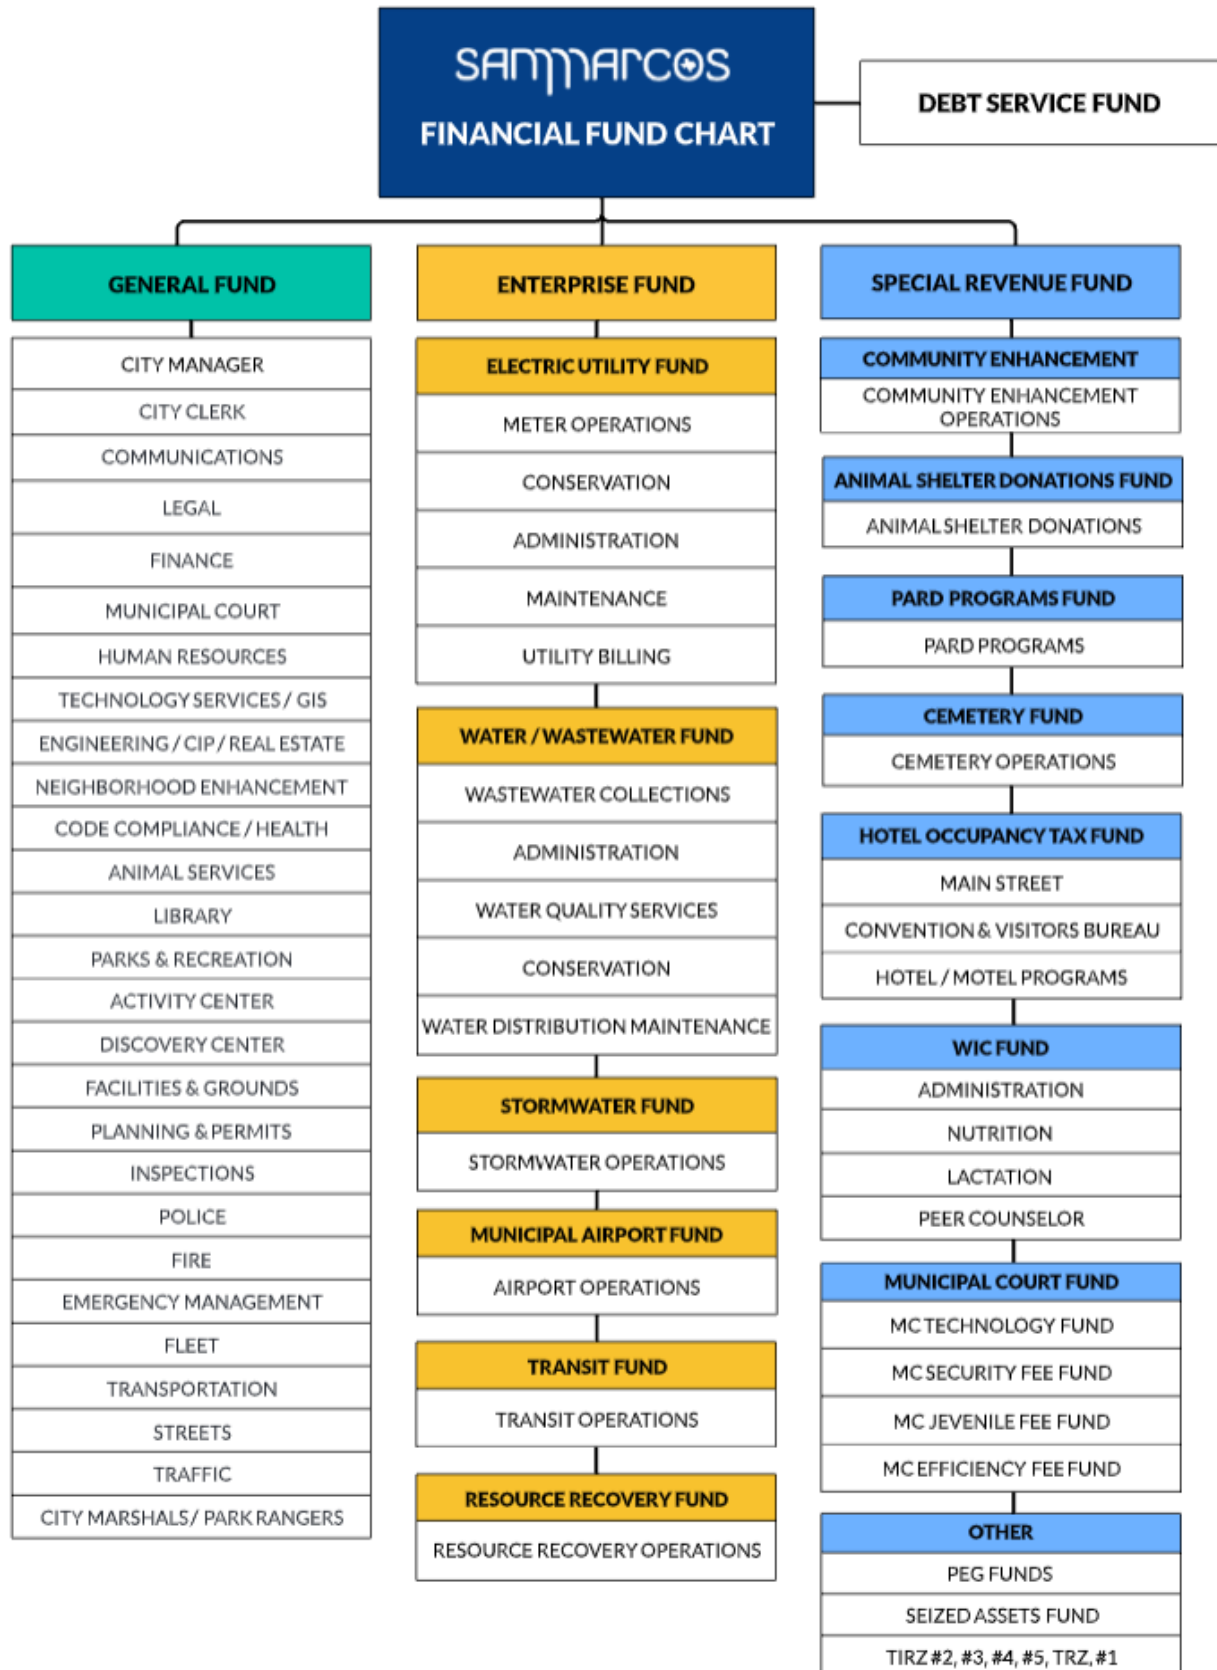 SANMARCOS
FINANCIAL FUND CHART
DEBT SERVICE FUND
GENERAL FUND
CITY MANAGER
CITY CLERK
COMMUNICATIONS
LEGAL
FINANCE
MUNICIPAL COURT
HUMAN RESOURCES
TECHNOLOGY SERVICES / GIS
ENGINEERING / CIP / REAL ESTATE
NEIGHBORHOOD ENHANCEMENT
CODE COMPLIANCE / HEALTH
ANIMAL SERVICES
LIBRARY
PARKS & RECREATION
ACTIVITY CENTER
DISCOVERY CENTER
FACILITIES & GROUNDS
PLANNING & PERMITS
INSPECTIONS
POLICE
FIRE
EMERGENCY MANAGEMENT
FLEET
TRANSPORTATION
STREETS
TRAFFIC
CITY MARSHALS / PARK RANGERS
ENTERPRISE FUND
ELECTRIC UTILITY FUND
METER OPERATIONS
CONSERVATION
ADMINISTRATION
MAINTENANCE
UTILITY BILLING
WATER / WASTEWATER FUND
WASTEWATER COLLECTIONS
ADMINISTRATION
WATER QUALITY SERVICES
CONSERVATION
WATER DISTRIBUTION MAINTENANCE
STORMWATER FUND
STORMWATER OPERATIONS
MUNICIPAL AIRPORT FUND
AIRPORT OPERATIONS
TRANSIT FUND
TRANSIT OPERATIONS
RESOURCE RECOVERY FUND
RESOURCE RECOVERY OPERATIONS
SPECIAL REVENUE FUND
COMMUNITY ENHANCEMENT
COMMUNITY ENHANCEMENT
OPERATIONS
ANIMAL SHELTER DONATIONS FUND
ANIMAL SHELTER DONATIONS
PARD PROGRAMS FUND
PARD PROGRAMS
CEMETERY FUND
CEMETERY OPERATIONS
HOTEL OCCUPANCY TAX FUND
MAIN STREET
CONVENTION & VISITORS BUREAU
HOTEL / MOTEL PROGRAMS
WIC FUND
ADMINISTRATION
NUTRITION
LACTATION
PEER COUNSELOR
MUNICIPAL COURT FUND
MC TECHNOLOGY FUND
MC SECURITY FEE FUND
MC JEVENILE FEE FUND
MC EFFICIENCY FEE FUND
OTHER
PEG FUNDS
SEIZED ASSETS FUND
TIRZ #2, #3, #4, #5, TRZ, #1